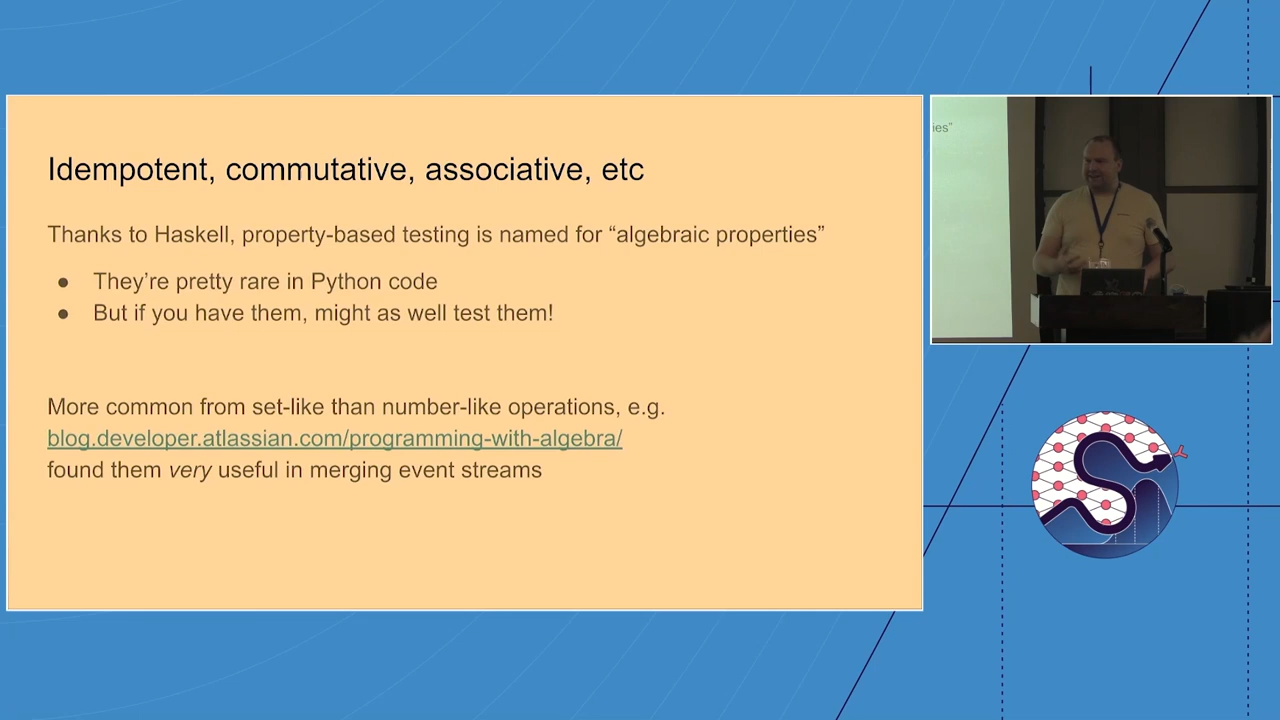 Idempotent, commutative, associative, etc
Thanks to Haskell, property-based testing is named for “algebraic properties”
● They’re pretty rare in Python code
● But if you have them, might as well test them!
More common from set-like than number-like operations, e.g.
blog.developer.atlassian.com/programming-with-algebra/
found them very useful in merging event streams
ies”